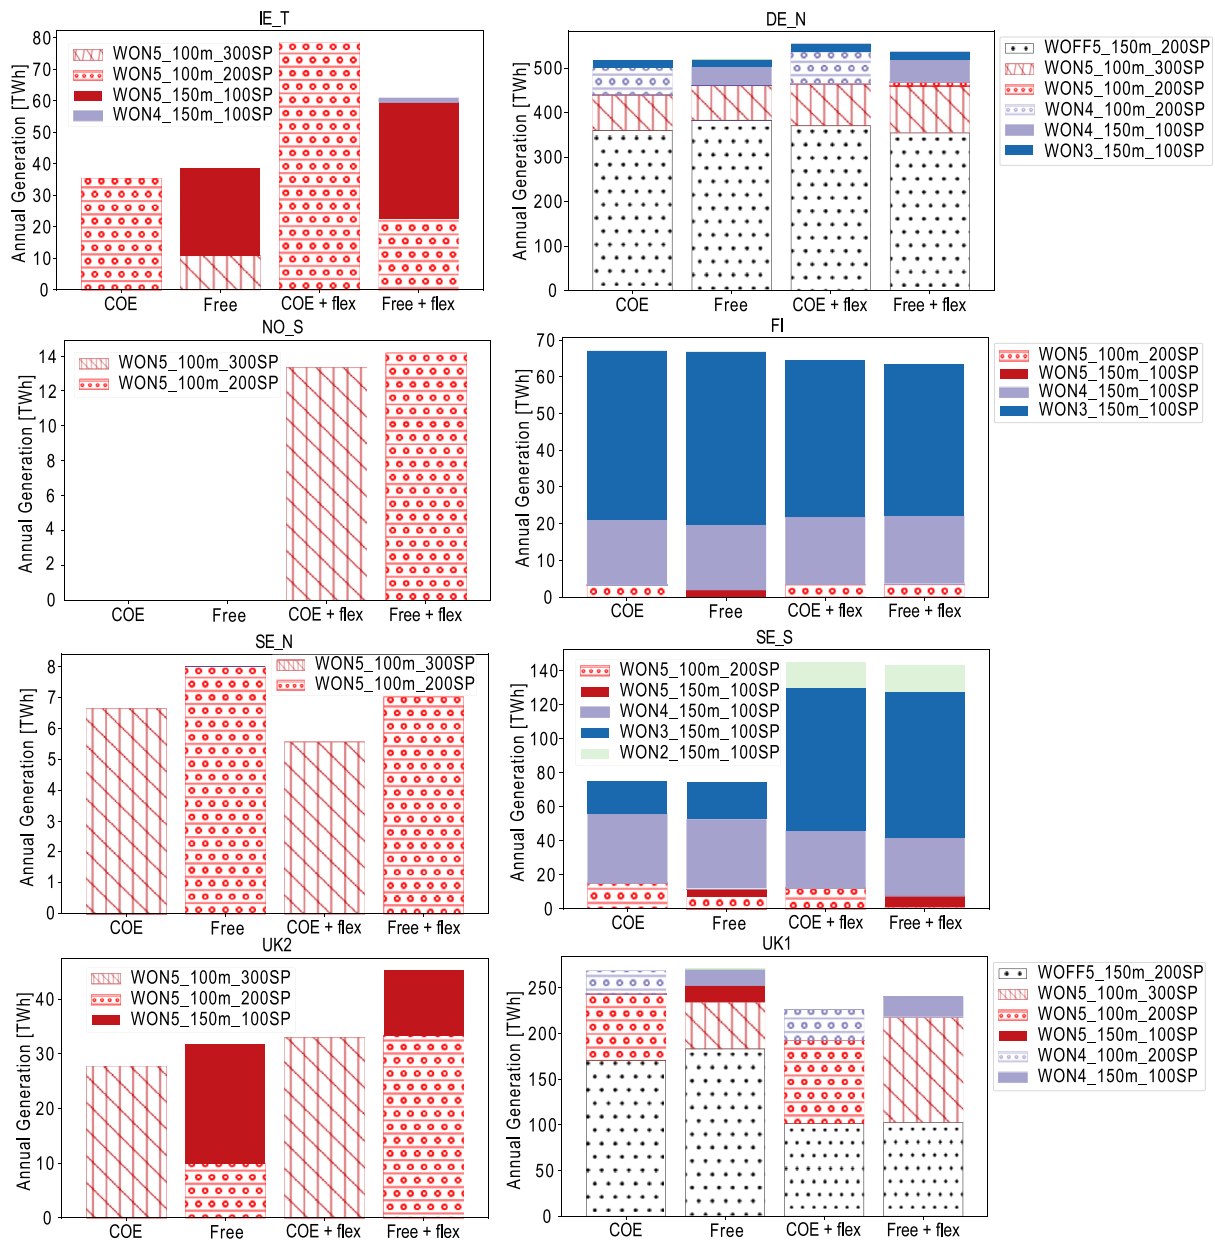 IE_T
Annual Generation [TWh]
80
70
60
50
40
30
20
10
0
WON5_100m_300SP
WON5_100m_200SP
WON5_150m_100SP
WON4_150m_100SP
COE Free COE + flex Free + flex
DE_N
Annual Generation [TWh]
500
400
300
200
100
0
COE Free COE + flex Free + flex
WOFF5_150m_200SP
WON5_100m_300SP
WON5_100m_200SP
WON4_100m_200SP
WON4_150m_100SP
WON3_150m_100SP
NO_S
Annual Generation [TWh]
14
12
10
8
6
4
2
0
WON5_100m_300SP
WON5_100m_200SP
COE Free COE + flex Free + flex
FI
Annual Generation [TWh]
70
60
50
40
30
20
10
0
COE Free COE + flex Free + flex
WON5_100m_200SP
WON5_150m_100SP
WON4_150m_100SP
WON3_150m_100SP
SE_N
Annual Generation [TWh]
8
7
6
5
4
3
2
1
0
WON5_100m_300SP
WON5_100m_200SP
COE Free COE + flex Free + flex
SE_S
Annual Generation [TWh]
140
120
100
80
60
40
20
0
WON5_100m_200SP
WON5_150m_100SP
WON4_150m_100SP
WON3_150m_100SP
WON2_150m_100SP
COE Free COE + flex Free + flex
UK2
Annual Generation [TWh]
40
30
20
10
0
WON5_100m_300SP
WON5_100m_200SP
WON5_150m_100SP
COE Free COE + flex Free + flex
UK1
Annual Generation [TWh]
250
200
150
100
50
0
COE Free COE + flex Free + flex
WOFF5_150m_200SP
WON5_100m_300SP
WON5_100m_200SP
WON5_150m_100SP
WON4_100m_200SP
WON4_150m_100SP